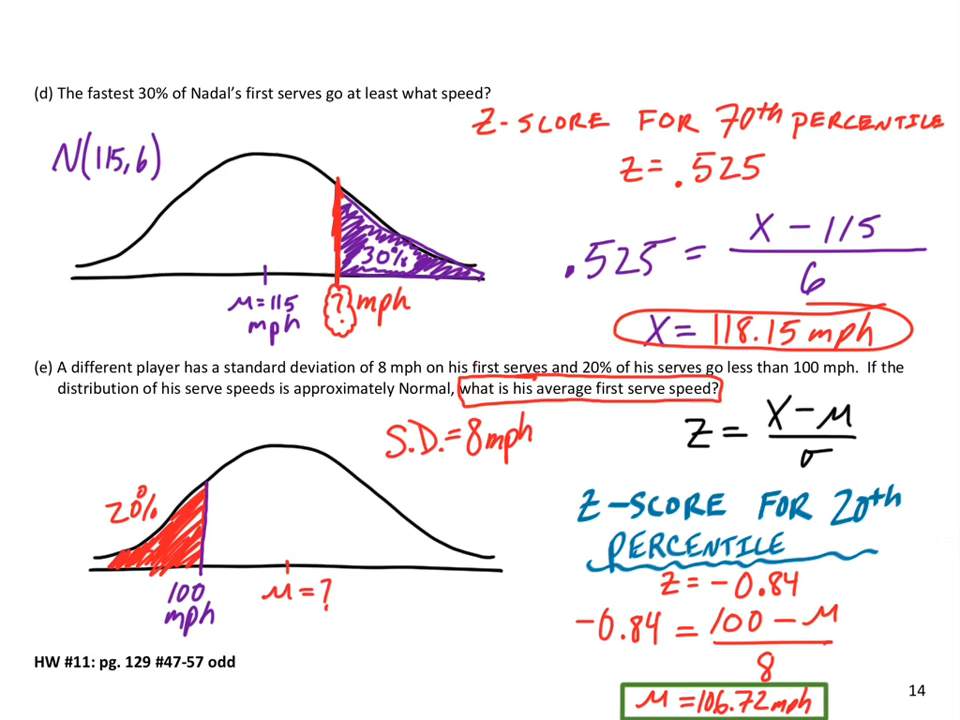 (d) The fastest 30% of Nadal's first serves go at least what speed?
Z-SCORE FOR 70th PERCENTILE
Z = .525
N(115,6)
30%
μ=115
mph
? mph
.525 = X - 115
6
X = 118.15 mph
(e) A different player has a standard deviation of 8 mph on his first serves and 20% of his serves go less than 100 mph. If the
distribution of his serve speeds is approximately Normal, what is his average first serve speed?
S.D.=8mph
Z = X-μ
σ
20%
100
mph
μ=?
Z-SCORE FOR 20th
PERCENTILE
Z = -0.84
-0.84 = 100 - μ
8
μ=106.72mph
HW #11: pg. 129 #47-57 odd
14